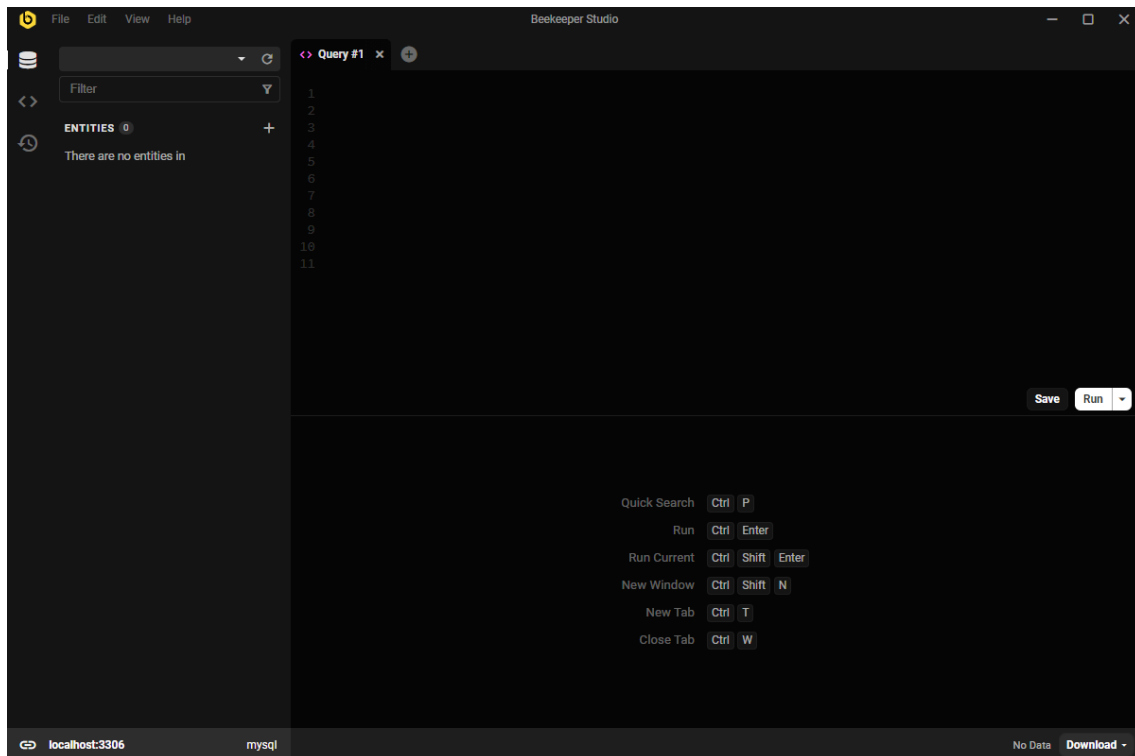 File Edit View Help
Beekeeper Studio
<> Query #1 ×
Filter
ENTITIES 0
There are no entities in
1
2
3
4
5
6
7
8
9
10
11
Save Run
Quick Search Ctrl P
Run Ctrl Enter
Run Current Ctrl Shift Enter
New Window Ctrl Shift N
New Tab Ctrl T
Close Tab Ctrl W
localhost:3306 mysql
No Data Download